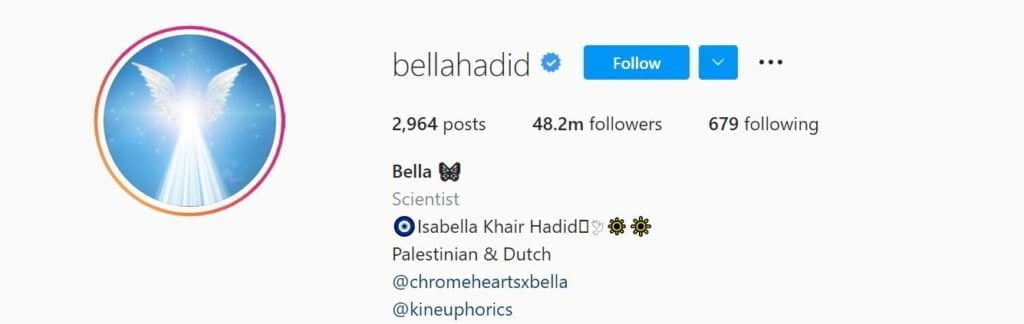 bellahadid Follow
2,964 posts 48.2m followers 679 following
Bella 🦋
Scientist
🧿Isabella Khair Hadid▯🕊🔅🔅
Palestinian & Dutch
@chromeheartsxbella
@kineuphorics